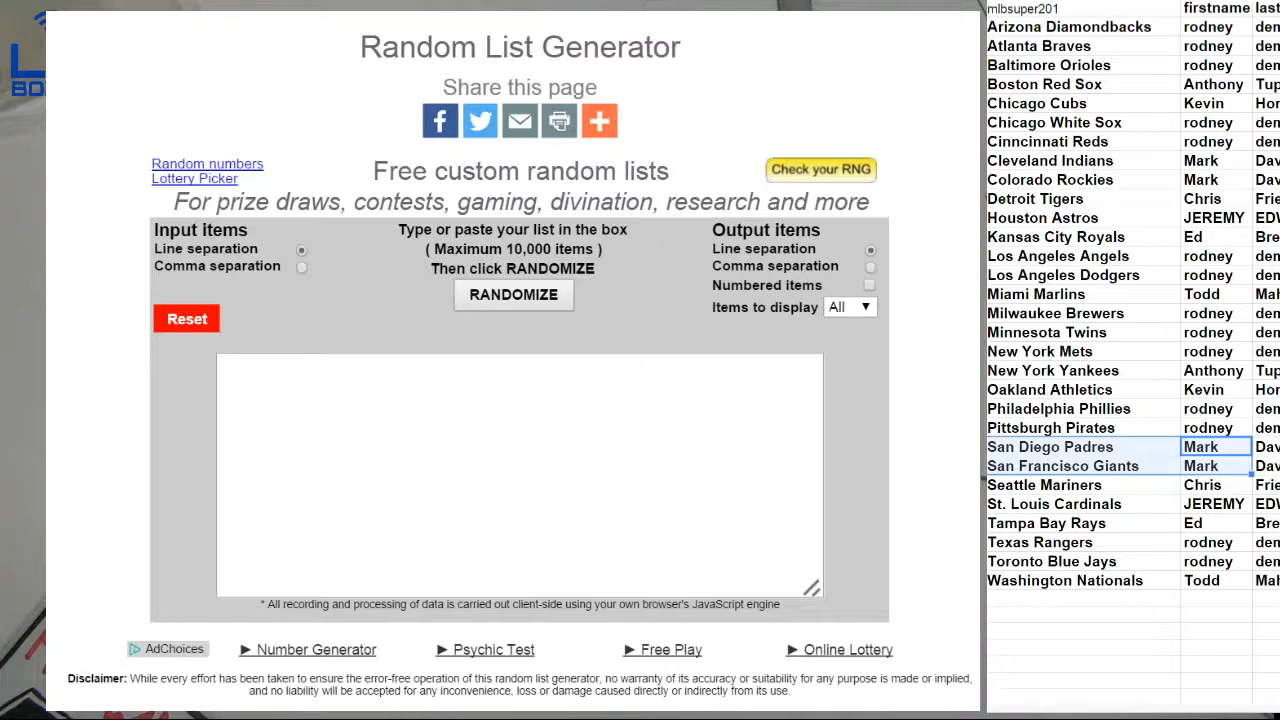 Random List Generator
Share this page
Random numbers
Lottery Picker
Free custom random lists
Check your RNG
For prize draws, contests, gaming, divination, research and more
Input items
Line separation
Comma separation
Reset
Type or paste your list in the box
( Maximum 10,000 items )
Then click RANDOMIZE
RANDOMIZE
Output items
Line separation
Comma separation
Numbered items
Items to display All
* All recording and processing of data is carried out client-side using your own browser's JavaScript engine
AdChoices
► Number Generator
► Psychic Test
► Free Play
► Online Lottery
Disclaimer: While every effort has been taken to ensure the error-free operation of this random list generator, no warranty of its accuracy or suitability for any purpose is made or implied,
and no liability will be accepted for any inconvenience, loss or damage caused directly or indirectly from its use.
mlbsuper201 firstname last
Arizona Diamondbacks rodney
Atlanta Braves rodney
Baltimore Orioles rodney
Boston Red Sox Anthony Tup
Chicago Cubs Kevin
Chicago White Sox rodney
Cinncinati Reds rodney
Cleveland Indians Mark
Colorado Rockies Mark
Detroit Tigers Chris Frie
Houston Astros JEREMY
Kansas City Royals Ed Bre
Los Angeles Angels rodney
Los Angeles Dodgers rodney
Miami Marlins Todd
Milwaukee Brewers rodney
Minnesota Twins rodney
New York Mets rodney
New York Yankees Anthony Tup
Oakland Athletics Kevin
Philadelphia Phillies rodney
Pittsburgh Pirates rodney
San Diego Padres Mark
San Francisco Giants Mark
Seattle Mariners Chris Frie
St. Louis Cardinals JEREMY
Tampa Bay Rays Ed Bre
Texas Rangers rodney
Toronto Blue Jays rodney
Washington Nationals Todd